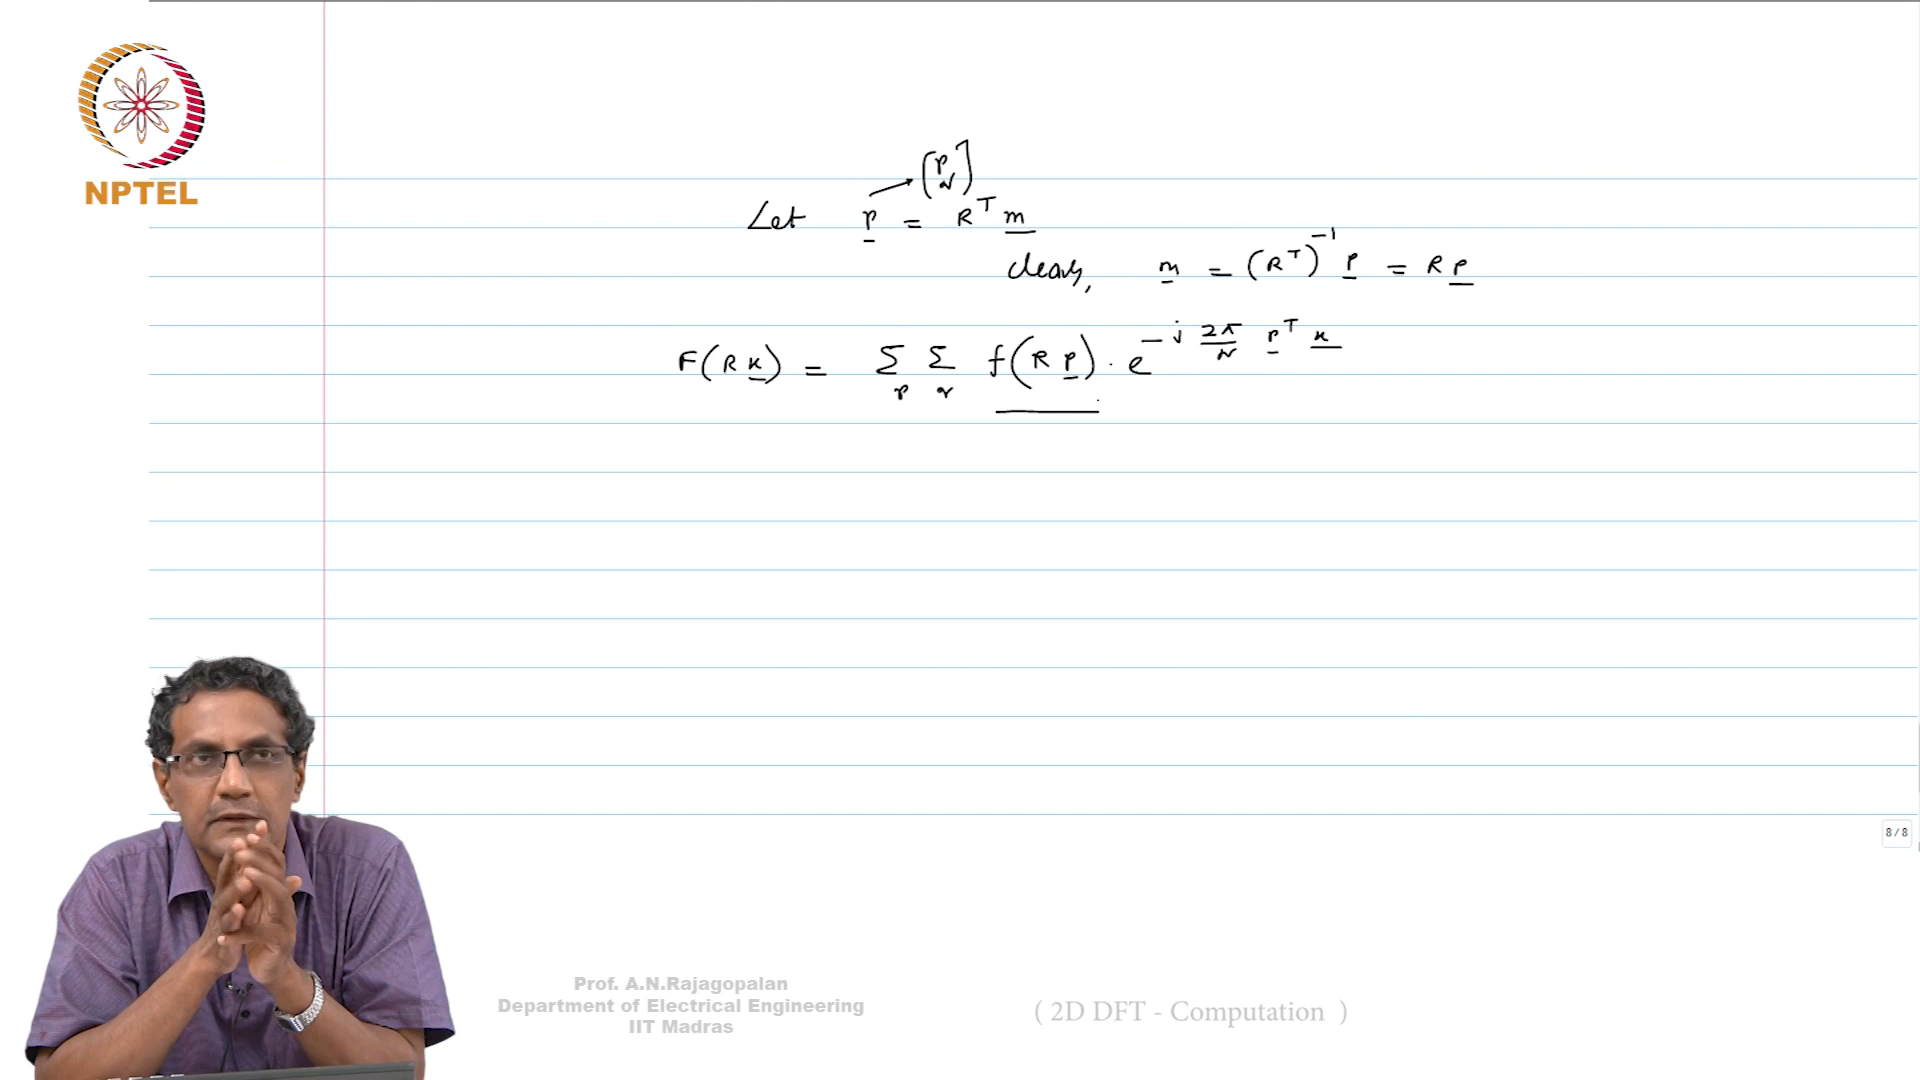 NPTEL
[p q]
Let p = R^T m
clearly, m = (R^T)^{-1} p = R p
F(R k) = Σ_p Σ_q f(R p) · e^{-j 2π/N p^T k}
8 / 8
Prof. A.N.Rajagopalan
Department of Electrical Engineering
IIT Madras
( 2D DFT - Computation )